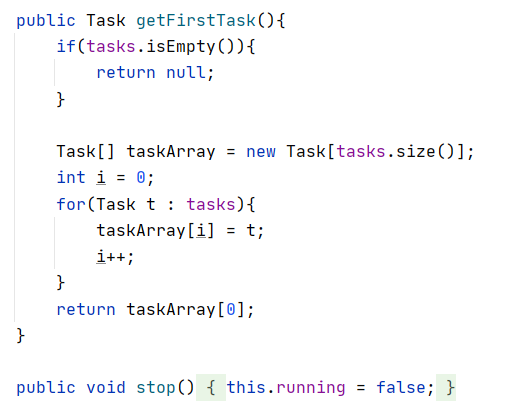 public Task getFirstTask(){
    if(tasks.isEmpty()){
        return null;
    }

    Task[] taskArray = new Task[tasks.size()];
    int i = 0;
    for(Task t : tasks){
        taskArray[i] = t;
        i++;
    }
    return taskArray[0];
}

public void stop() { this.running = false; }